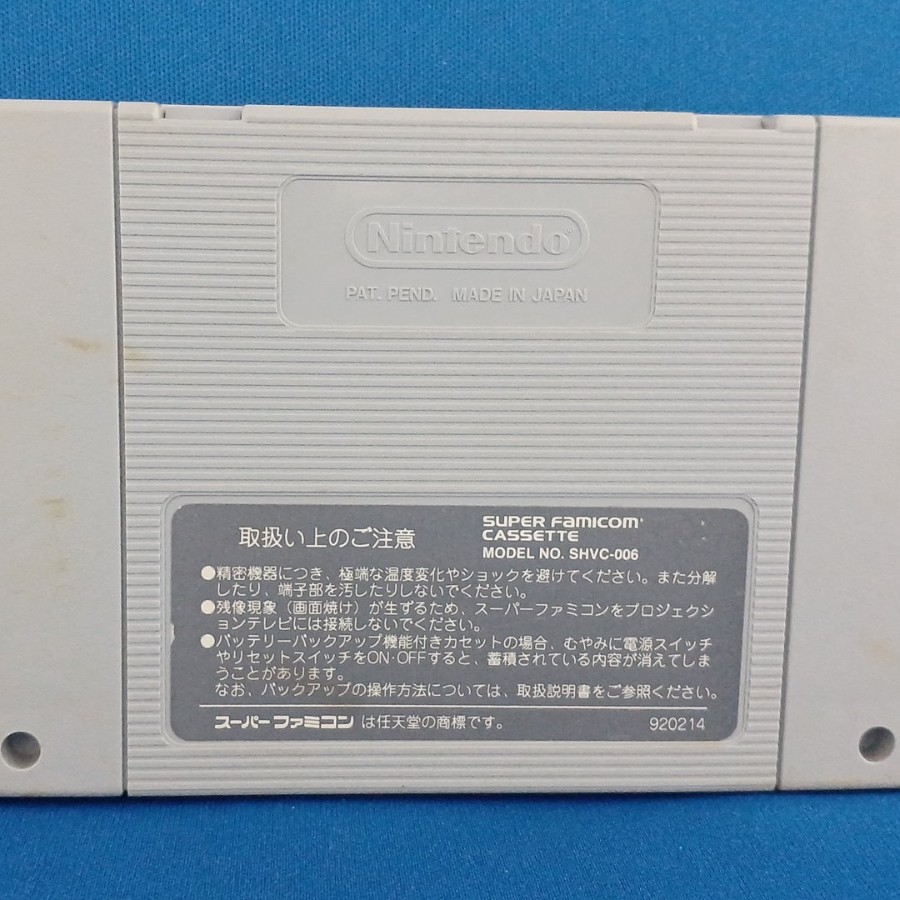 Nintendo®
PAT. PEND. MADE IN JAPAN
取扱い上のご注意
SUPER FAMICOM
CASSETTE
MODEL NO. SHVC-006
●精密機器につき、極端な温度変化やショックを避けてください。また分解
したり、端子部を汚したりしないでください。
●残像現象（画面焼け）が生ずるため、スーパーファミコンをプロジェクシ
ョンテレビには接続しないでください。
●バッテリーバックアップ機能付きカセットの場合、むやみに電源スイッチ
やリセットスイッチをON・OFFすると、蓄積されている内容が消えてしま
うことがあります。
なお、バックアップの操作方法については、取扱説明書をご参照ください。
スーパーファミコン は任天堂の商標です。 920214